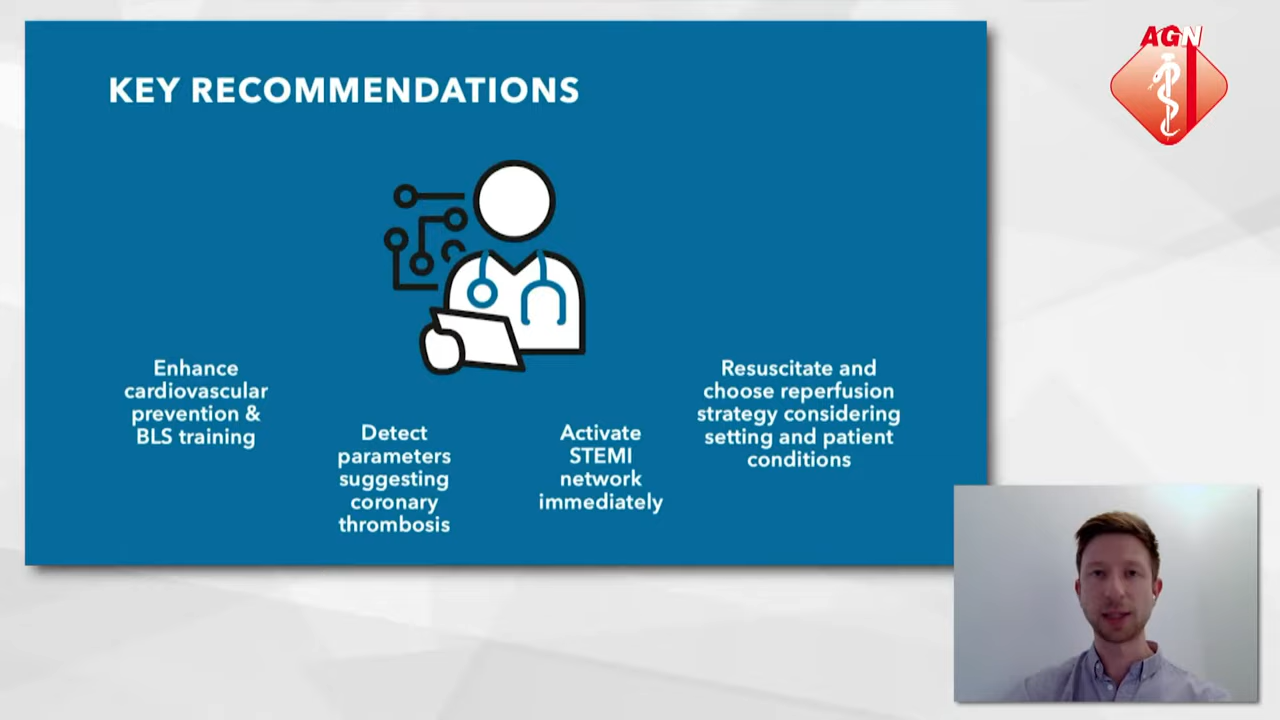 AGN
KEY RECOMMENDATIONS
Enhance
cardiovascular
prevention &
BLS training
Detect
parameters
suggesting
coronary
thrombosis
Activate
STEMI
network
immediately
Resuscitate and
choose reperfusion
strategy considering
setting and patient
conditions